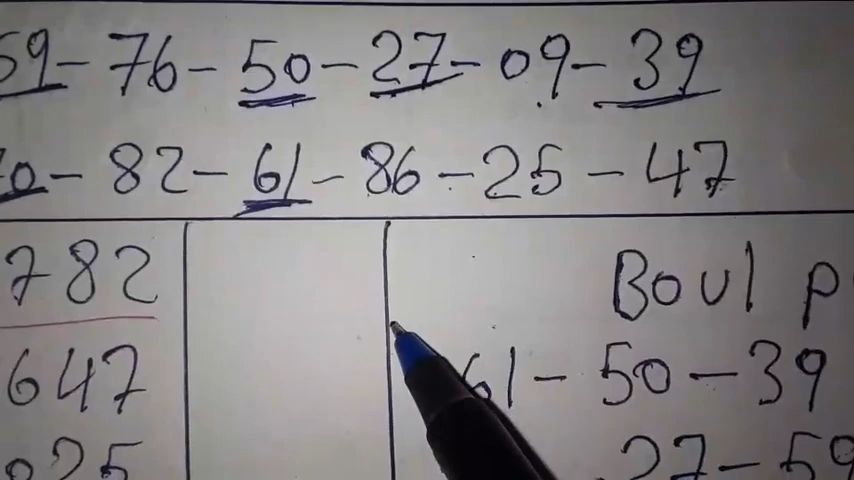 59 - 76 - 50 - 27 - 09 - 39
0 - 82 - 61 - 86 - 25 - 47
782
647
025
Boul p
61 - 50 - 39
27 - 59